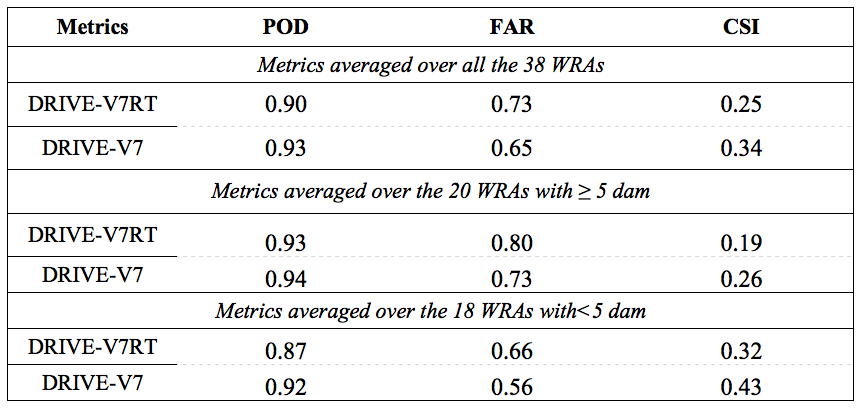 Metrics POD FAR CSI
Metrics averaged over all the 38 WRAs
DRIVE-V7RT 0.90 0.73 0.25
DRIVE-V7 0.93 0.65 0.34
Metrics averaged over the 20 WRAs with ≥ 5 dam
DRIVE-V7RT 0.93 0.80 0.19
DRIVE-V7 0.94 0.73 0.26
Metrics averaged over the 18 WRAs with< 5 dam
DRIVE-V7RT 0.87 0.66 0.32
DRIVE-V7 0.92 0.56 0.43